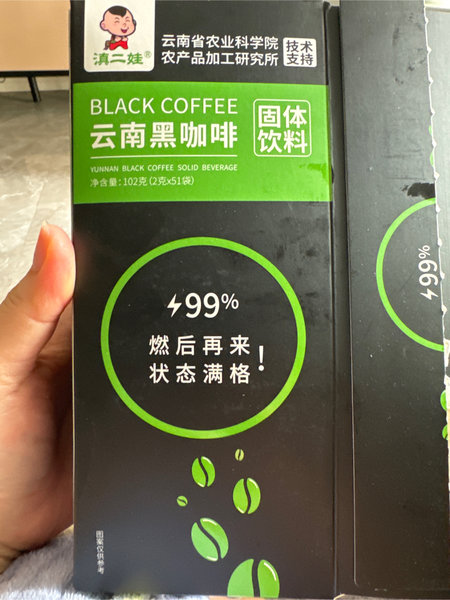 滇二娃®
云南省农业科学院
农产品加工研究所
技术
支持
BLACK COFFEE
云南黑咖啡
固体
饮料
YUNNAN BLACK COFFEE SOLID BEVERAGE
净含量：102克(2克x51袋)
99%
燃后再来
状态满格！
图案仅供参考
99%